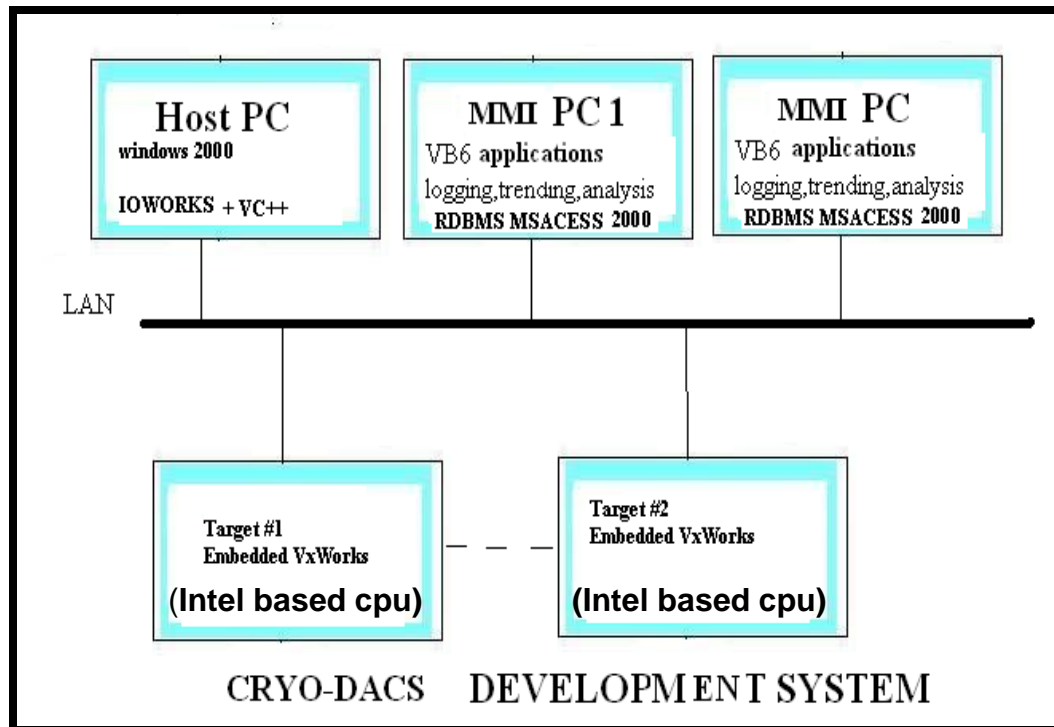 Host PC
windows 2000
IOWORKS + VC++
MMI PC 1
VB6 applications
logging,trending,analysis
RDBMS MSACESS 2000
MMI PC
VB6 applications
logging,trending,analysis
RDBMS MSACESS 2000
LAN
Target #1
Embedded VxWorks
(Intel based cpu)
Target #2
Embedded VxWorks
(Intel based cpu)
CRYO-DACS DEVELOPMENT SYSTEM